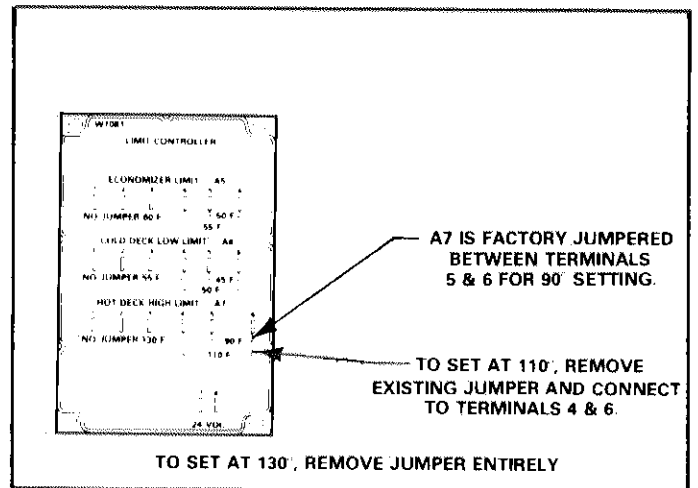 W7081
LIMIT CONTROLLER
ECONOMIZER LIMIT A5
NO JUMPER 60 F
50 F
55 F
COLD DECK LOW LIMIT A6
NO JUMPER 55 F
45 F
50 F
HOT DECK HIGH LIMIT A7
NO JUMPER 130 F
90 F
110 F
24 VOL
A7 IS FACTORY JUMPERED
BETWEEN TERMINALS
5 & 6 FOR 90° SETTING.
TO SET AT 110°, REMOVE
EXISTING JUMPER AND CONNECT
TO TERMINALS 4 & 6.
TO SET AT 130°, REMOVE JUMPER ENTIRELY